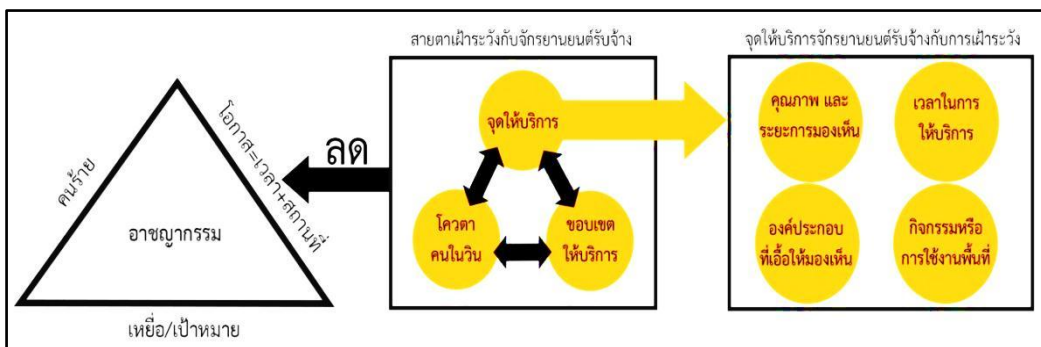 สายตาเฝ้าระวังกับจักรยานยนต์รับจ้าง
จุดให้บริการจักรยานยนต์รับจ้างกับการเฝ้าระวัง
คนร้าย
โอกาส=เวลา+สถานที่
อาชญากรรม
เหยื่อ/เป้าหมาย
ลด
จุดให้บริการ
โควตา
คนในวิน
ขอบเขต
ให้บริการ
คุณภาพ และ
ระยะการมองเห็น
เวลาในการ
ให้บริการ
องค์ประกอบ
ที่เอื้อให้มองเห็น
กิจกรรมหรือ
การใช้งานพื้นที่